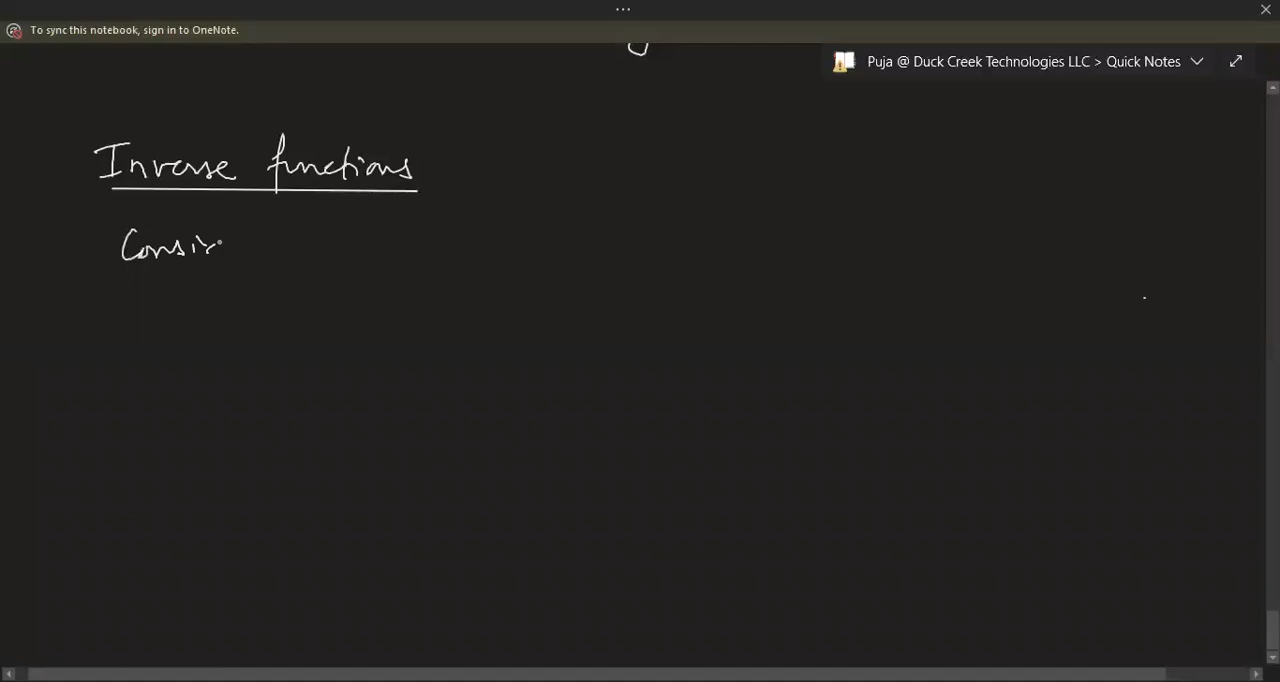 To sync this notebook, sign in to OneNote.
Puja @ Duck Creek Technologies LLC > Quick Notes
Inverse functions